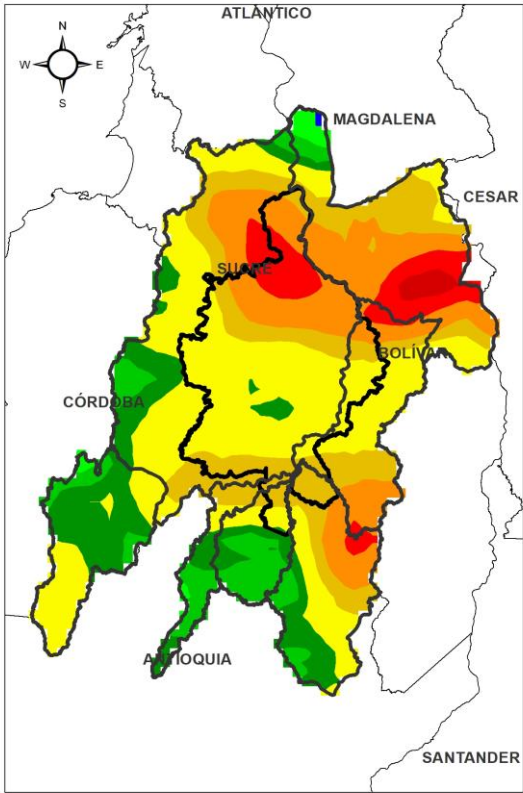 ATLÁNTICO
N
W
E
S
MAGDALENA
CESAR
SUCRE
BOLÍVAR
CÓRDOBA
ANTIOQUIA
SANTANDER